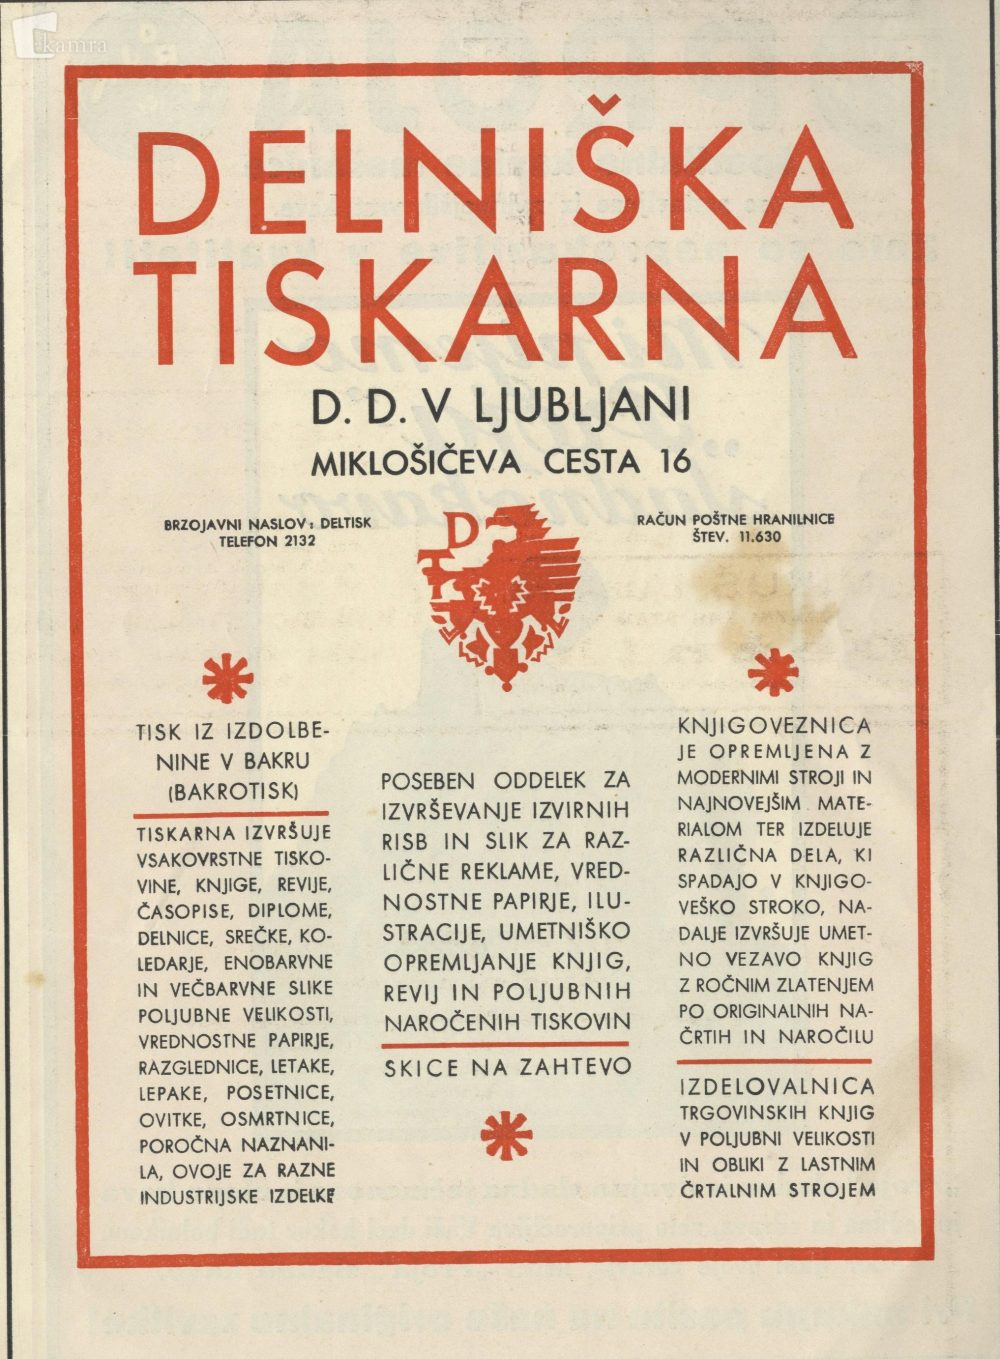 kamra
DELNIŠKA
TISKARNA
D. D. V LJUBLJANI
MIKLOŠIČEVA CESTA 16
BRZOJAVNI NASLOV: DELTISK
TELEFON 2132
RAČUN POŠTNE HRANILNICE
ŠTEV. 11.630
D
T
TISK IZ IZDOLBE-
NINE V BAKRU
(BAKROTISK)
TISKARNA IZVRŠUJE
VSAKOVRSTNE TISKO-
VINE, KNJIGE, REVIJE,
ČASOPISE, DIPLOME,
DELNICE, SREČKE, KO-
LEDARJE, ENOBARVNE
IN VEČBARVNE SLIKE
POLJUBNE VELIKOSTI,
VREDNOSTNE PAPIRJE,
RAZGLEDNICE, LETAKE,
LEPAKE, POSETNICE,
OVITKE, OSMRTNICE,
POROČNA NAZNANI-
LA, OVOJE ZA RAZNE
INDUSTRIJSKE IZDELKE
POSEBEN ODDELEK ZA
IZVRŠEVANJE IZVIRNIH
RISB IN SLIK ZA RAZ-
LIČNE REKLAME, VRED-
NOSTNE PAPIRJE, ILU-
STRACIJE, UMETNIŠKO
OPREMLJANJE KNJIG,
REVIJ IN POLJUBNIH
NAROČENIH TISKOVIN
SKICE NA ZAHTEVO
KNJIGOVEZNICA
JE OPREMLJENA Z
MODERNIMI STROJI IN
NAJNOVEJŠIM MATE-
RIALOM TER IZDELUJE
RAZLIČNA DELA, KI
SPADAJO V KNJIGO-
VEŠKO STROKO, NA-
DALJE IZVRŠUJE UMET-
NO VEZAVO KNJIG
Z ROČNIM ZLATENJEM
PO ORIGINALNIH NA-
ČRTIH IN NAROČILU
IZDELOVALNICA
TRGOVINSKIH KNJIG
V POLJUBNI VELIKOSTI
IN OBLIKI Z LASTNIM
ČRTALNIM STROJEM